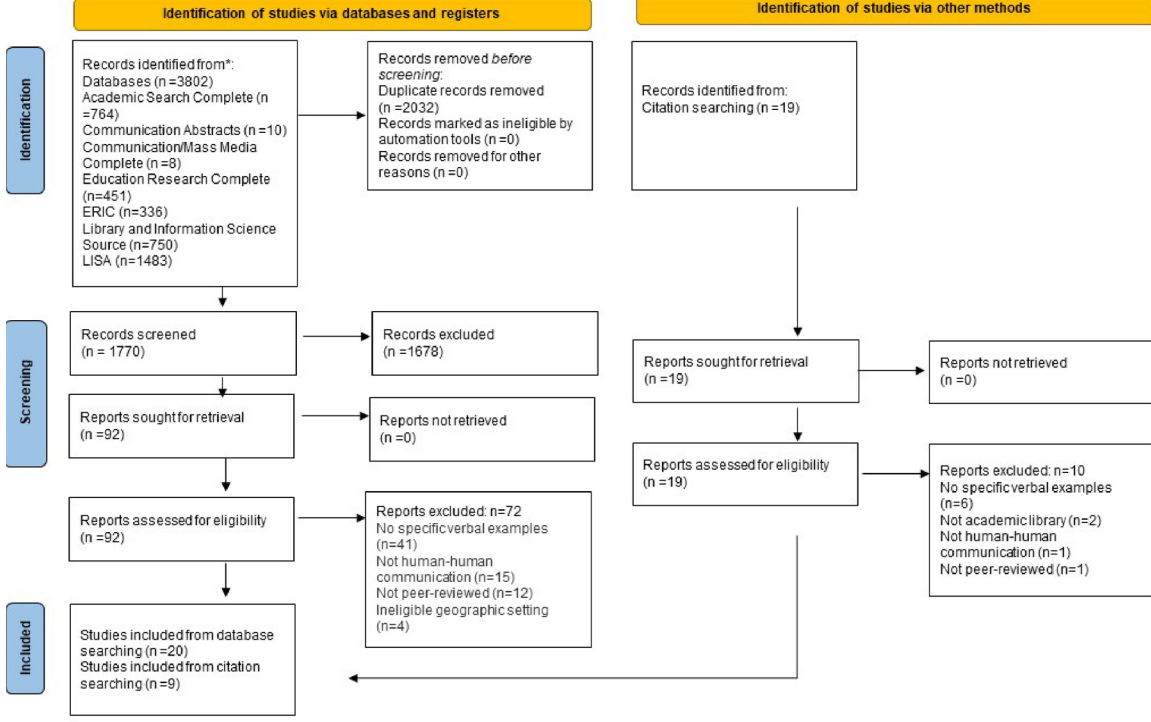 Identification of studies via databases and registers
Identification of studies via other methods
Identification
Records identified from*:
Databases (n =3802)
Academic Search Complete (n
=764)
Communication Abstracts (n =10)
Communication/Mass Media
Complete (n =8)
Education Research Complete
(n=451)
ERIC (n=336)
Library and Information Science
Source (n=750)
LISA (n=1483)
Records removed before
screening:
Duplicate records removed
(n =2032)
Records marked as ineligible by
automation tools (n =0)
Records removed for other
reasons (n =0)
Records identified from:
Citation searching (n =19)
Screening
Records screened
(n = 1770)
Records excluded
(n =1678)
Reports sought for retrieval
(n =92)
Reports not retrieved
(n =0)
Reports assessed for eligibility
(n =92)
Reports excluded: n=72
No specific verbal examples
(n=41)
Not human-human
communication (n=15)
Not peer-reviewed (n=12)
Ineligible geographic setting
(n=4)
Reports sought for retrieval
(n =19)
Reports not retrieved
(n =0)
Reports assessed for eligibility
(n =19)
Reports excluded: n=10
No specific verbal examples
(n=6)
Not academic library (n=2)
Not human-human
communication (n=1)
Not peer-reviewed (n=1)
Included
Studies included from database
searching (n =20)
Studies included from citation
searching (n =9)